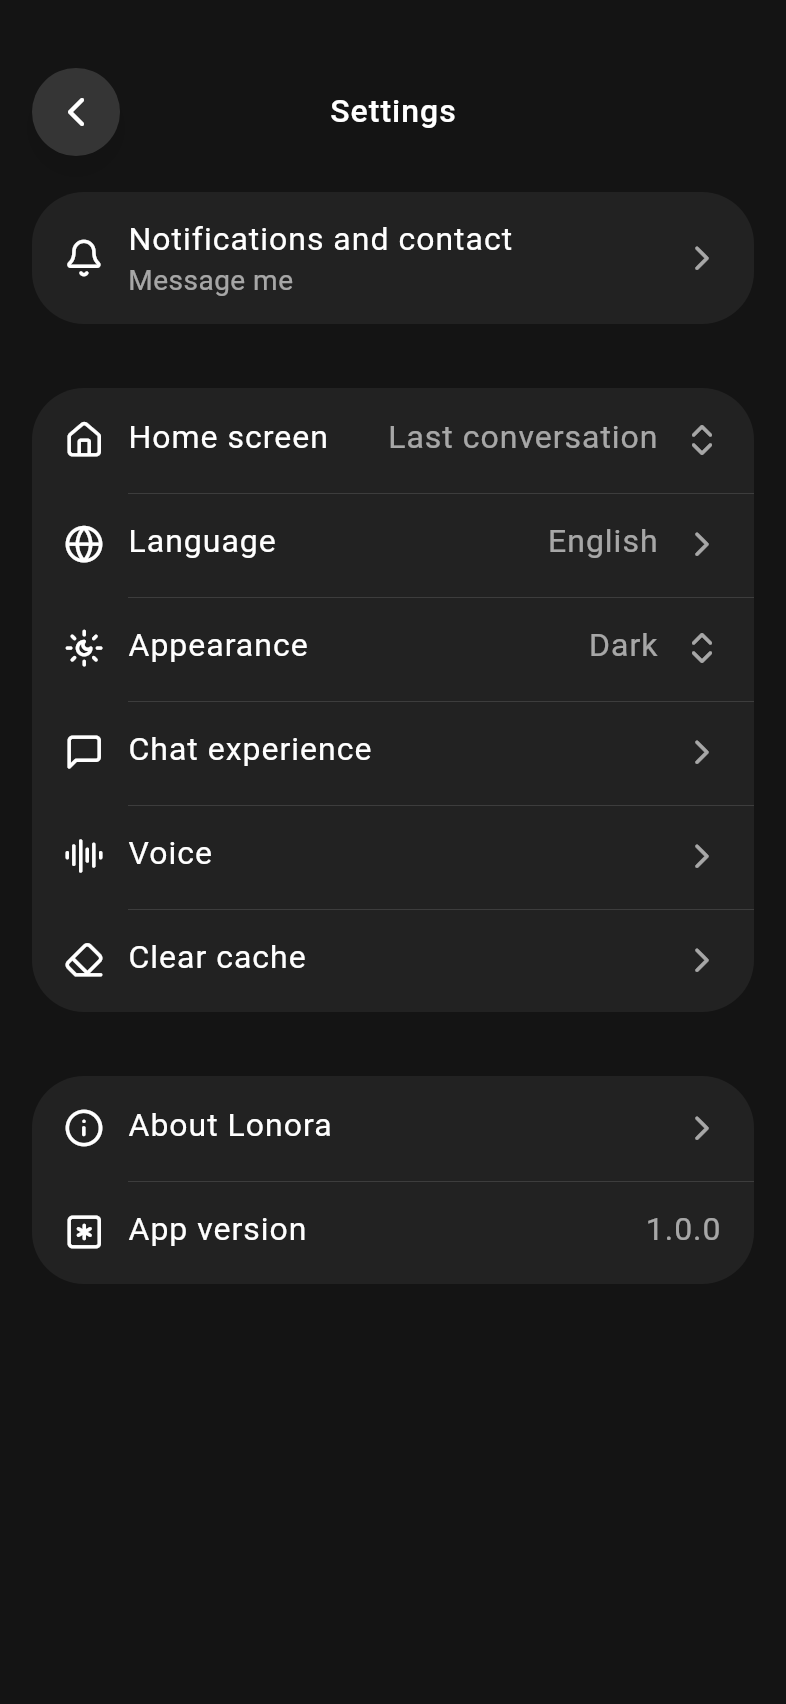 Settings
Notifications and contact
Message me
Home screen Last conversation
Language English
Appearance Dark
Chat experience
Voice
Clear cache
About Lonora
App version 1.0.0